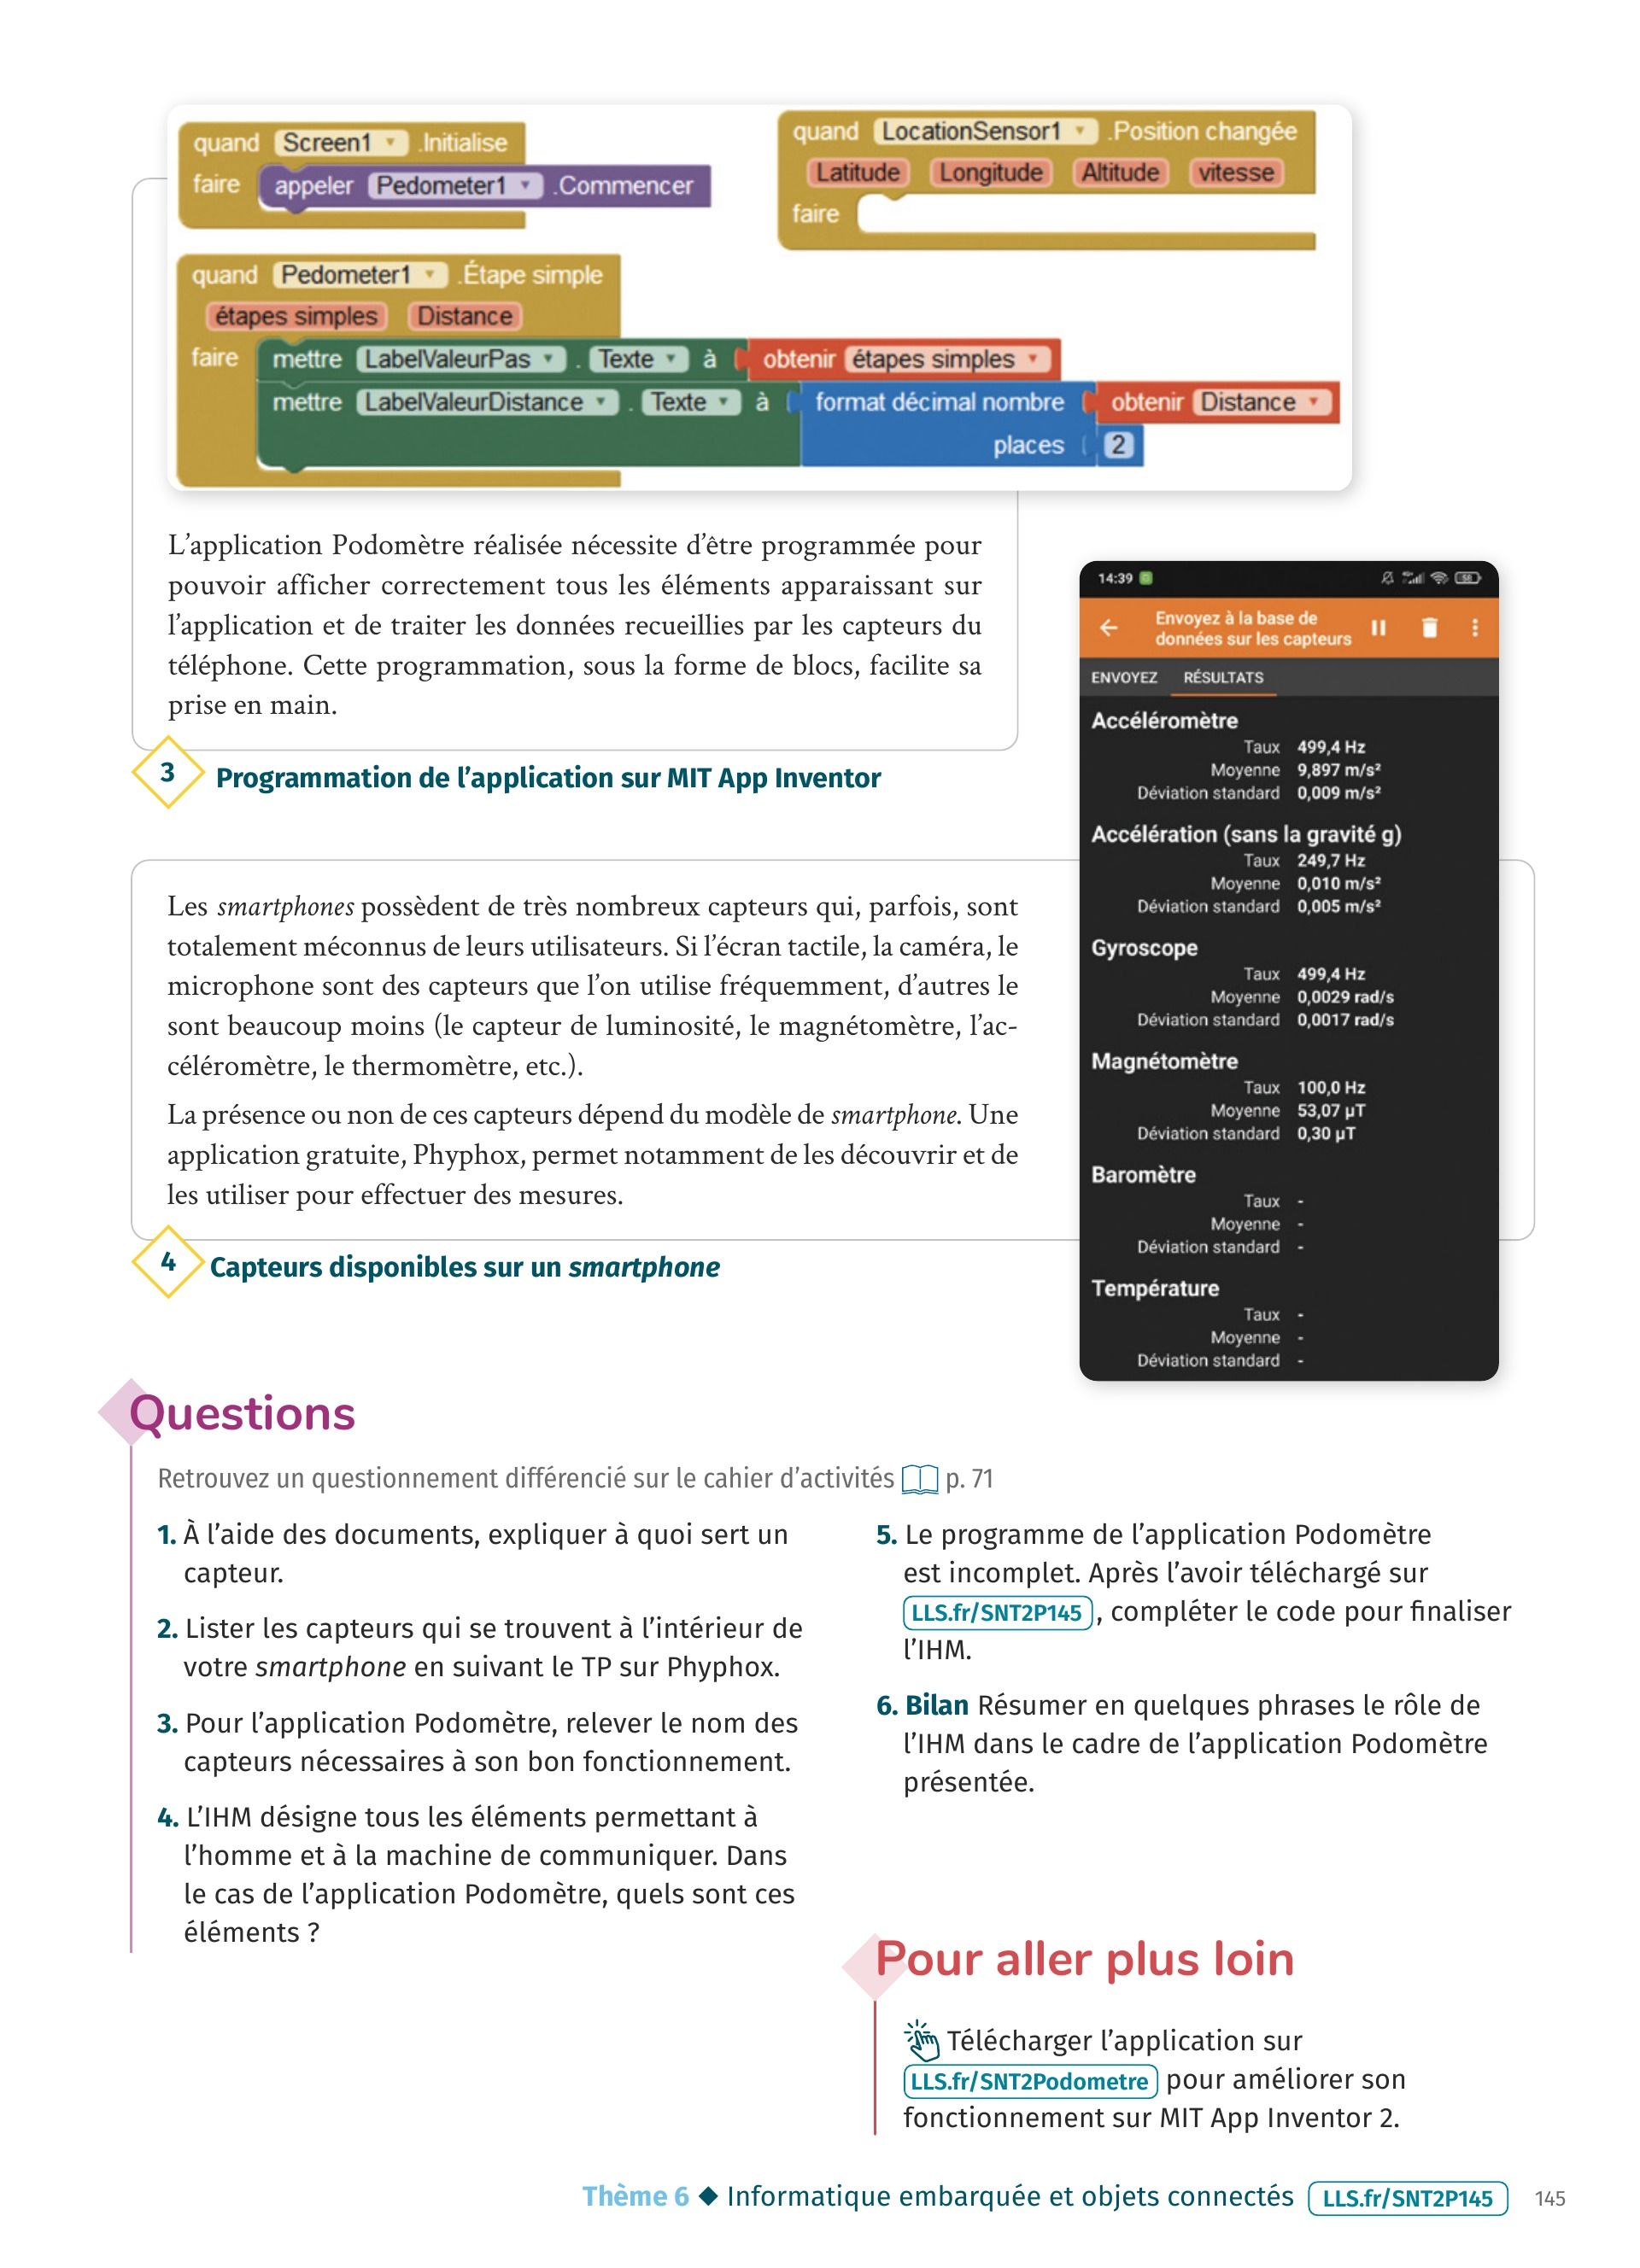 quand Screen1 .Initialise
faire appeler Pedometer1 .Commencer
quand LocationSensor1 .Position changée
Latitude Longitude Altitude vitesse
faire
quand Pedometer1 .Étape simple
étapes simples Distance
faire mettre LabelValeurPas . Texte à obtenir étapes simples
mettre LabelValeurDistance . Texte à format décimal nombre obtenir Distance
places 2
L’application Podomètre réalisée nécessite d’être programmée pour
pouvoir afficher correctement tous les éléments apparaissant sur
l’application et de traiter les données recueillies par les capteurs du
téléphone. Cette programmation, sous la forme de blocs, facilite sa
prise en main.
3 Programmation de l’application sur MIT App Inventor
Les smartphones possèdent de très nombreux capteurs qui, parfois, sont
totalement méconnus de leurs utilisateurs. Si l’écran tactile, la caméra, le
microphone sont des capteurs que l’on utilise fréquemment, d’autres le
sont beaucoup moins (le capteur de luminosité, le magnétomètre, l’ac-
céléromètre, le thermomètre, etc.).
La présence ou non de ces capteurs dépend du modèle de smartphone. Une
application gratuite, Phyphox, permet notamment de les découvrir et de
les utiliser pour effectuer des mesures.
4 Capteurs disponibles sur un smartphone
14:39
Envoyez à la base de
données sur les capteurs
ENVOYEZ RÉSULTATS
Accéléromètre
Taux 499,4 Hz
Moyenne 9,897 m/s²
Déviation standard 0,009 m/s²
Accélération (sans la gravité g)
Taux 249,7 Hz
Moyenne 0,010 m/s²
Déviation standard 0,005 m/s²
Gyroscope
Taux 499,4 Hz
Moyenne 0,0029 rad/s
Déviation standard 0,0017 rad/s
Magnétomètre
Taux 100,0 Hz
Moyenne 53,07 µT
Déviation standard 0,30 µT
Baromètre
Taux -
Moyenne -
Déviation standard -
Température
Taux -
Moyenne -
Déviation standard -
Questions
Retrouvez un questionnement différencié sur le cahier d’activités p. 71
1. À l’aide des documents, expliquer à quoi sert un
capteur.
2. Lister les capteurs qui se trouvent à l’intérieur de
votre smartphone en suivant le TP sur Phyphox.
3. Pour l’application Podomètre, relever le nom des
capteurs nécessaires à son bon fonctionnement.
4. L’IHM désigne tous les éléments permettant à
l’homme et à la machine de communiquer. Dans
le cas de l’application Podomètre, quels sont ces
éléments ?
5. Le programme de l’application Podomètre
est incomplet. Après l’avoir téléchargé sur
LLS.fr/SNT2P145 , compléter le code pour finaliser
l’IHM.
6. Bilan Résumer en quelques phrases le rôle de
l’IHM dans le cadre de l’application Podomètre
présentée.
Pour aller plus loin
Télécharger l’application sur
LLS.fr/SNT2Podometre pour améliorer son
fonctionnement sur MIT App Inventor 2.
Thème 6 ◆ Informatique embarquée et objets connectés LLS.fr/SNT2P145 145